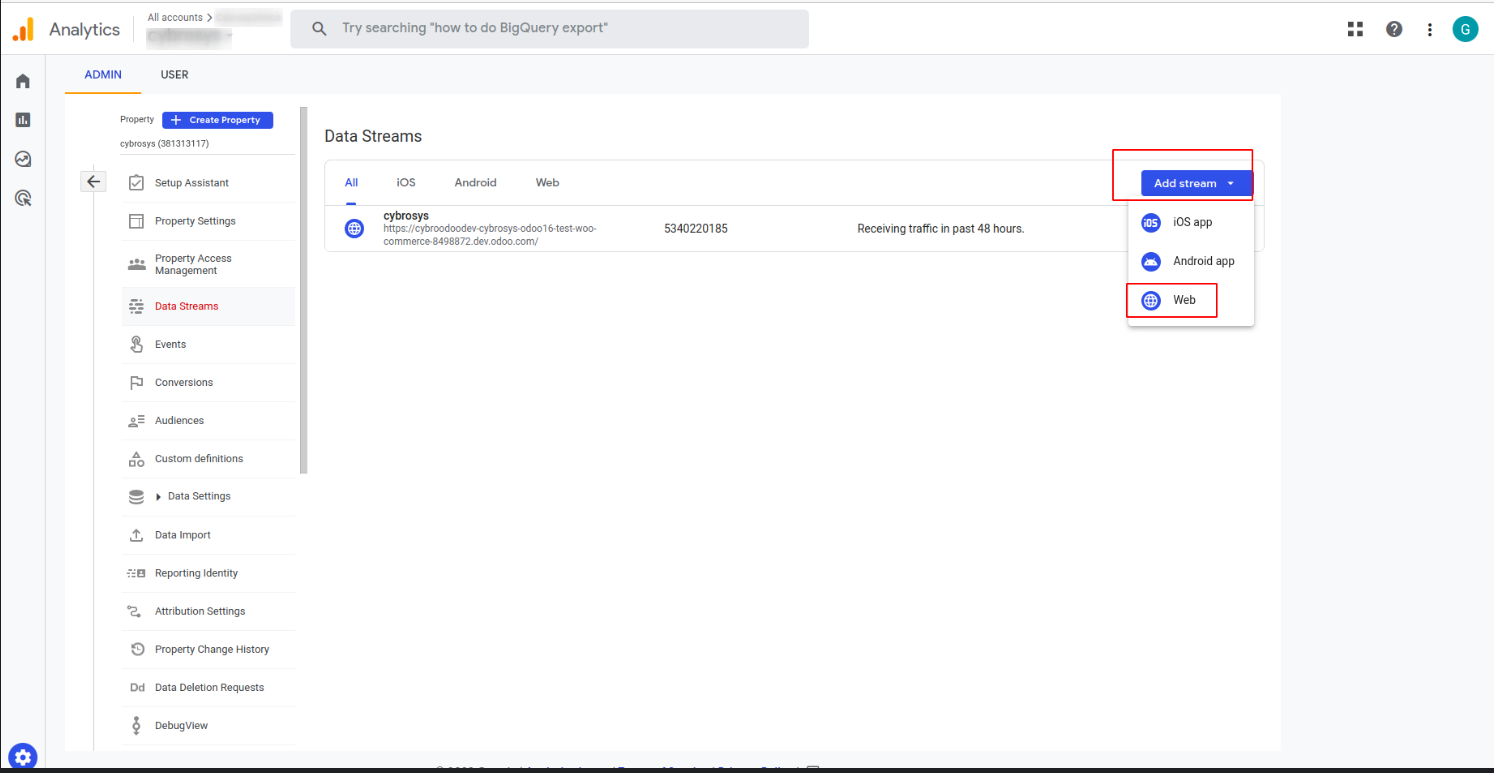 Analytics
All accounts >
Try searching "how to do BigQuery export"
G
ADMIN
USER
Property
+ Create Property
cybrosys (381313117)
Setup Assistant
Property Settings
Property Access
Management
Data Streams
Events
Conversions
Audiences
Custom definitions
Data Settings
Data Import
Reporting Identity
Attribution Settings
Property Change History
Dd Data Deletion Requests
DebugView
Data Streams
All
iOS
Android
Web
Add stream
cybrosys
https://cybroodoodev-cybrosys-odoo16-test-woo-
commerce-8498872.dev.odoo.com/
5340220185
Receiving traffic in past 48 hours.
iOS iOS app
Android app
Web